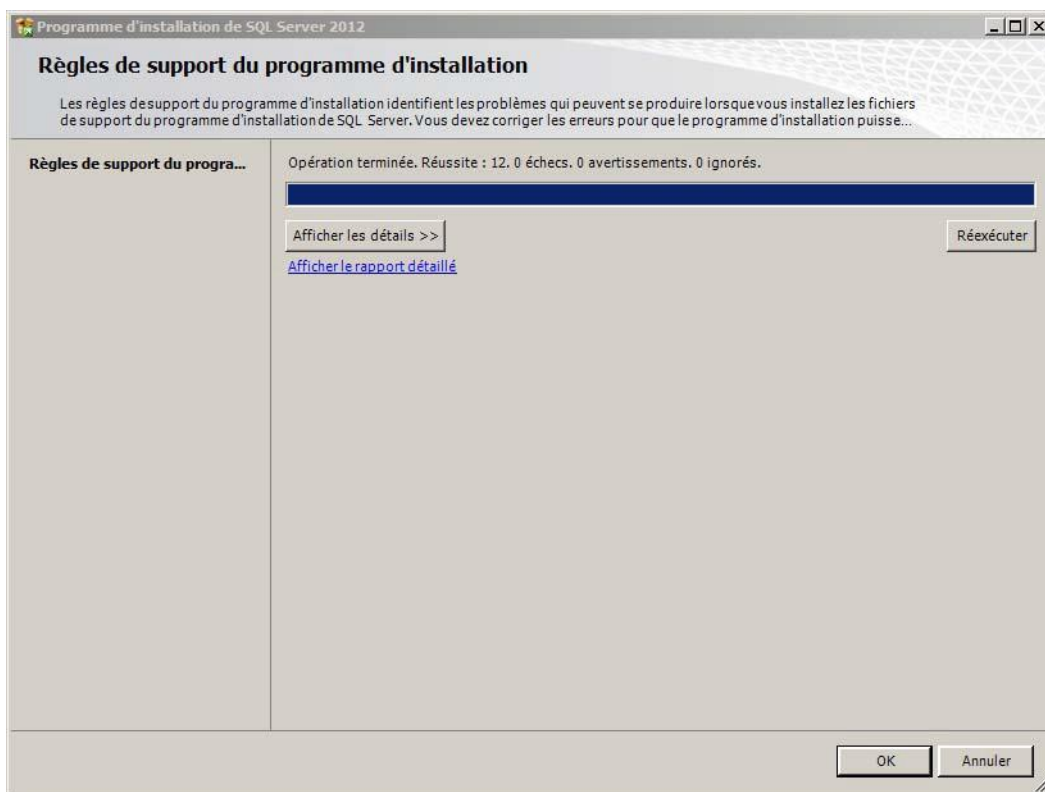 Programme d'installation de SQL Server 2012
Règles de support du programme d'installation
Les règles de support du programme d'installation identifient les problèmes qui peuvent se produire lorsque vous installez les fichiers
de support du programme d'installation de SQL Server. Vous devez corriger les erreurs pour que le programme d'installation puisse...
Règles de support du progra...
Opération terminée. Réussite : 12. 0 échecs. 0 avertissements. 0 ignorés.
Afficher les détails >>
Réexécuter
Afficher le rapport détaillé
OK
Annuler